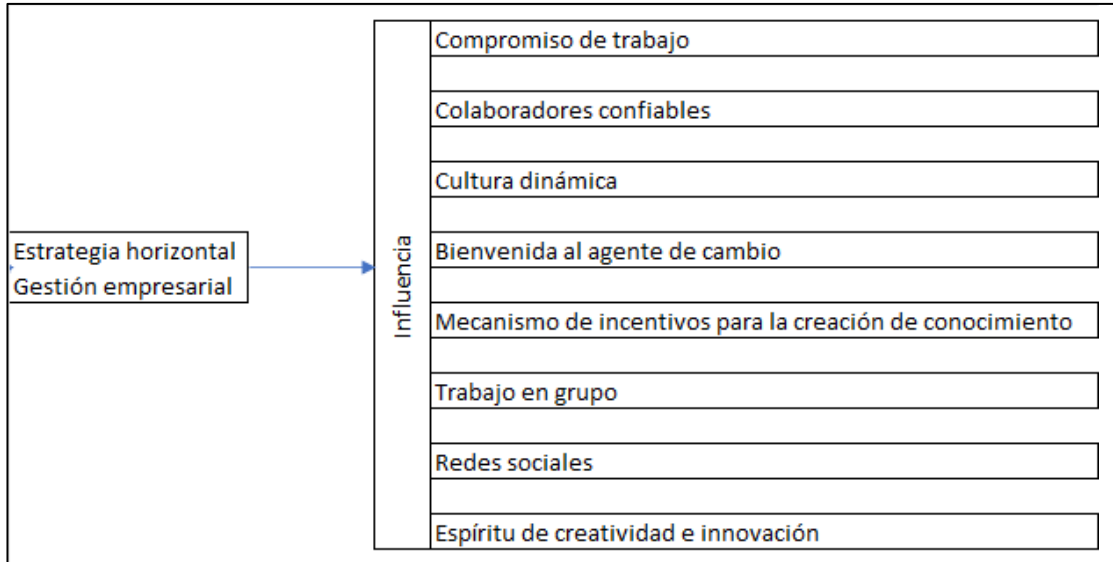 Estrategia horizontal
Gestión empresarial
Influencia
Compromiso de trabajo
Colaboradores confiables
Cultura dinámica
Bienvenida al agente de cambio
Mecanismo de incentivos para la creación de conocimiento
Trabajo en grupo
Redes sociales
Espíritu de creatividad e innovación